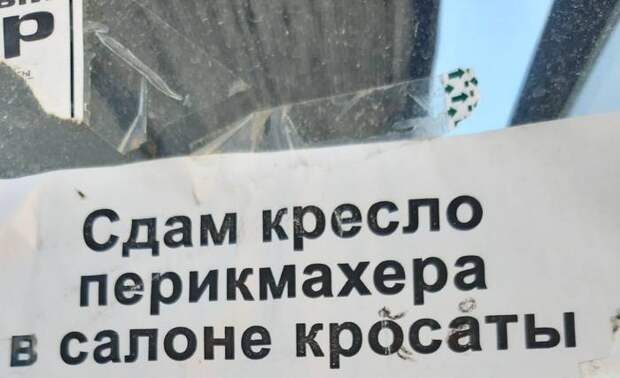 р
Сдам кресло
перикмахера
в салоне кросаты